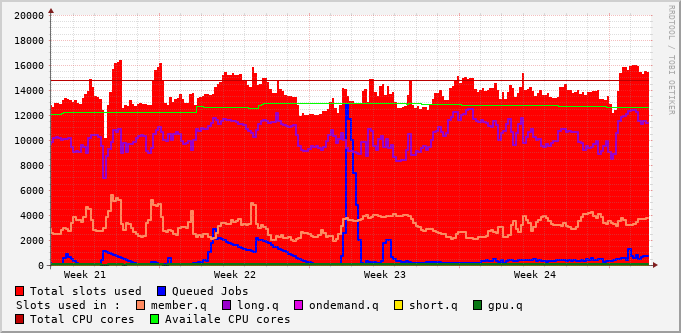 20000
18000
16000
14000
12000
10000
8000
6000
4000
2000
0
Week 21 Week 22 Week 23 Week 24
RRDTOOL / TOBI OETIKER
Total slots used Queued Jobs
Slots used in : member.q long.q ondemand.q short.q gpu.q
Total CPU cores Availale CPU cores